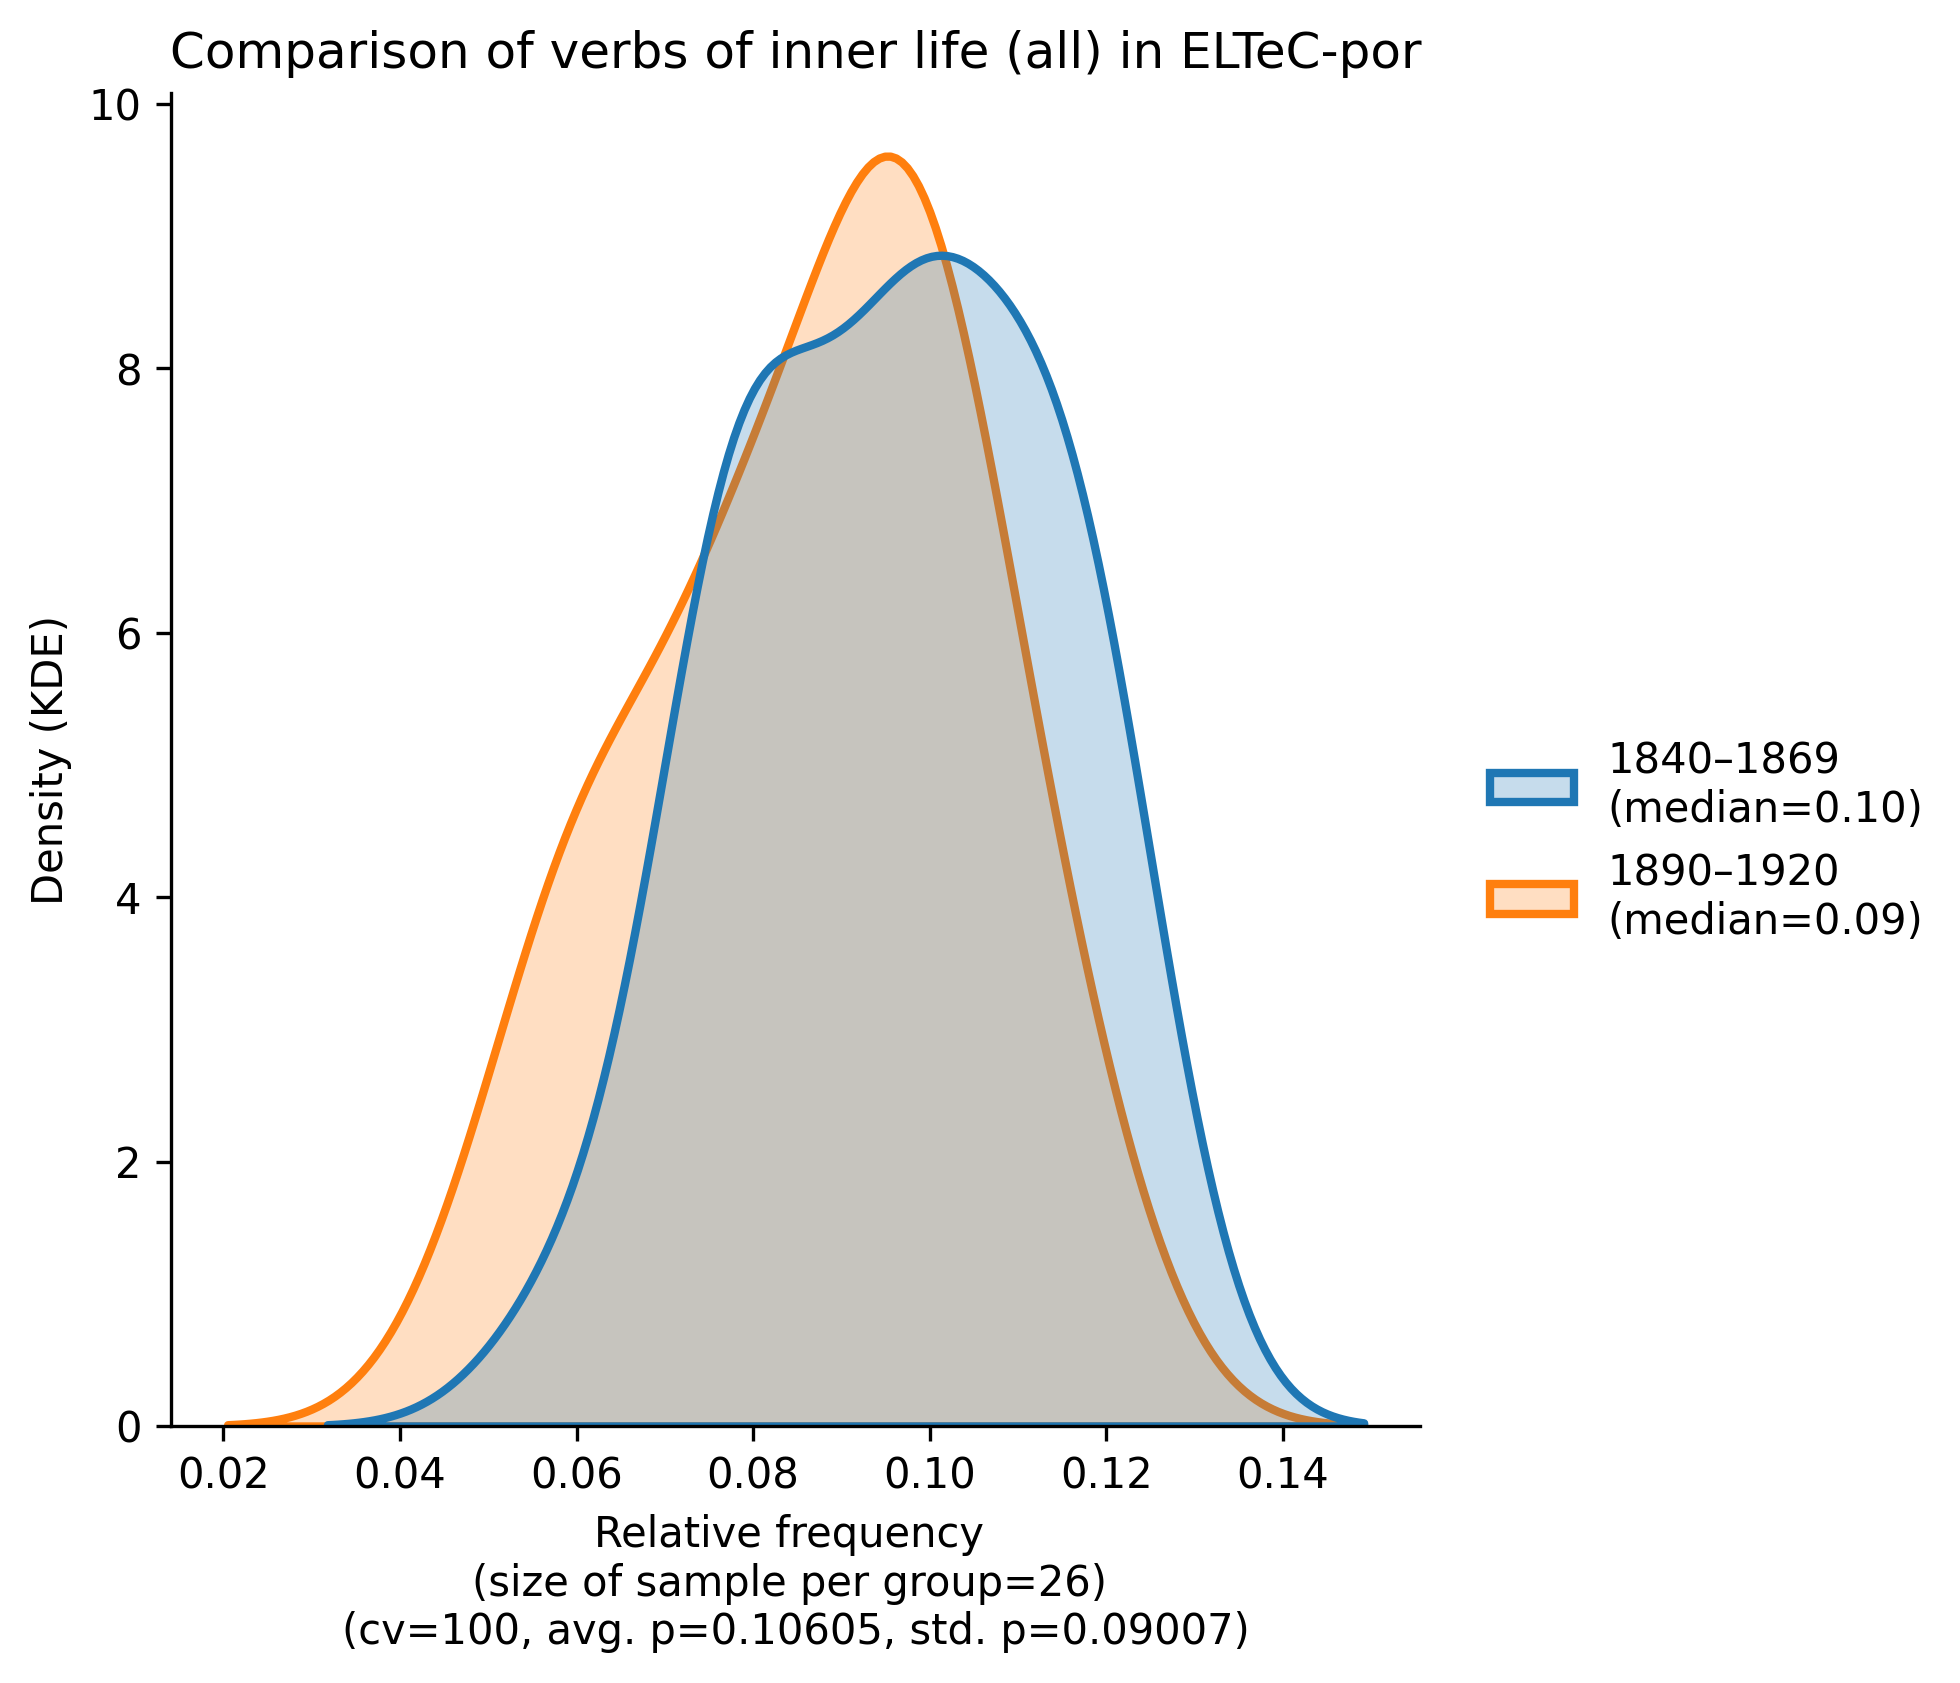 Comparison of verbs of inner life (all) in ELTeC-por
10
8
6
4
2
0
Density (KDE)
0.02 0.04 0.06 0.08 0.10 0.12 0.14
Relative frequency
(size of sample per group=26)
(cv=100, avg. p=0.10605, std. p=0.09007)
1840–1869
(median=0.10)
1890–1920
(median=0.09)